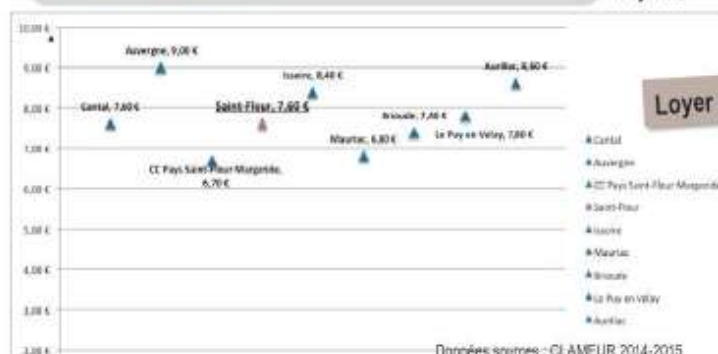 10,00 €
9,00 €
8,00 €
7,00 €
6,00 €
5,00 €
4,00 €
3,00 €
2,00 €
Auvergne, 9,00 €
Issoire, 8,40 €
Aurillac, 8,60 €
Cantal, 7,60 €
Saint-Flour, 7,60 €
Brioude, 7,40 €
Mauriac, 6,80 €
Le Puy en Velay, 7,80 €
CC Pays Saint-Flour-Margeride,
6,70 €
Loyer
Cantal
Auvergne
CC Pays Saint-Flour-Margeride
Saint-Flour
Issoire
Mauriac
Brioude
Le Puy en Velay
Aurillac
Données sources : CLAMEUR 2014-2015